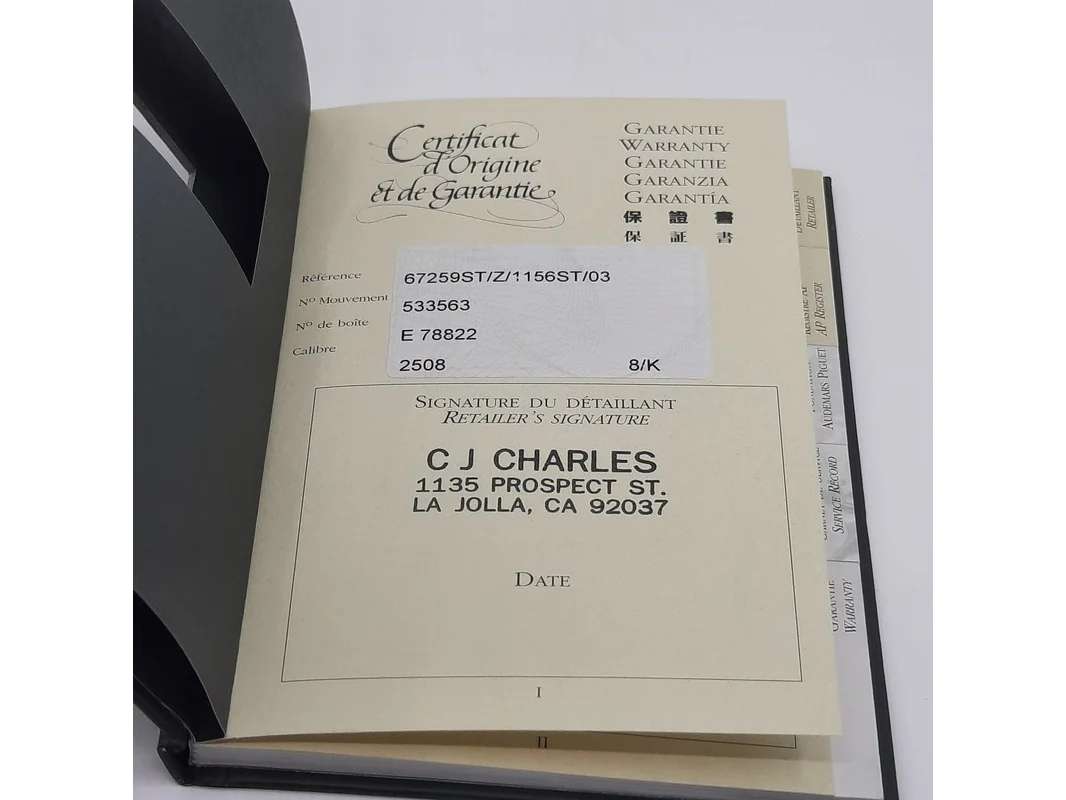 Certificat
d'Origine
et de Garantie
GARANTIE
WARRANTY
GARANTIE
GARANZIA
GARANTÍA
保證書
保証書
Référence
67259ST/Z/1156ST/03
Nº Mouvement
533563
Nº de boîte
E 78822
Calibre
2508 8/K
SIGNATURE DU DÉTAILLANT
RETAILER'S SIGNATURE
C J CHARLES
1135 PROSPECT ST.
LA JOLLA, CA 92037
DATE
I
II
DÉTAILLANT
RETAILER
AP REGISTER
AUDEMARS PIGUET
SERVICE RECORD
GARANTIE
WARRANTY